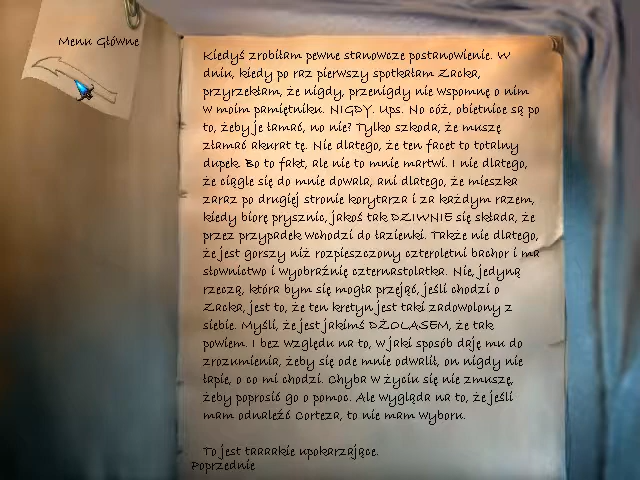 Menu Główne
Kiedyś zrobiłam pewne stanowcze postanowienie. W
dniu, kiedy po raz pierwszy spotkałam Zacka,
przyrzekłam, że nigdy, przenigdy nie wspomnę o nim
w moim pamiętniku. NIGDY. Ups. No cóż, obietnice są po
to, żeby je łamać, no nie? Tylko szkoda, że muszę
złamać akurat tę. Nie dlatego, że ten facet to totalny
dupek. Bo to fakt, ale nie to mnie martwi. I nie dlatego,
że ciągle się do mnie dowala, ani dlatego, że mieszka
zaraz po drugiej stronie korytarza i za każdym razem,
kiedy biorę prysznic, jakoś tak DZIWNIE się składa, że
przez przypadek wchodzi do łazienki. Także nie dlatego,
że jest gorszy niż rozpieszczony czteroletni bachor i ma
słownictwo i wyobraźnię czternastolatka. Nie, jedyną
rzeczą, którą bym się mogła przejąć, jeśli chodzi o
Zacka, jest to, że ten kretyn jest taki zadowolony z
siebie. Myśli, że jest jakimś DŻOLASEM, że tak
powiem. I bez względu na to, w jaki sposób daję mu do
zrozumienia, żeby się ode mnie odwalił, on nigdy nie
łapie, o co mi chodzi. Chyba w życiu się nie zmuszę,
żeby poprosić go o pomoc. Ale wygląda na to, że jeśli
mam odnaleźć Corteza, to nie mam wyboru.
To jest taaaakie upokarzające.
Poprzednie